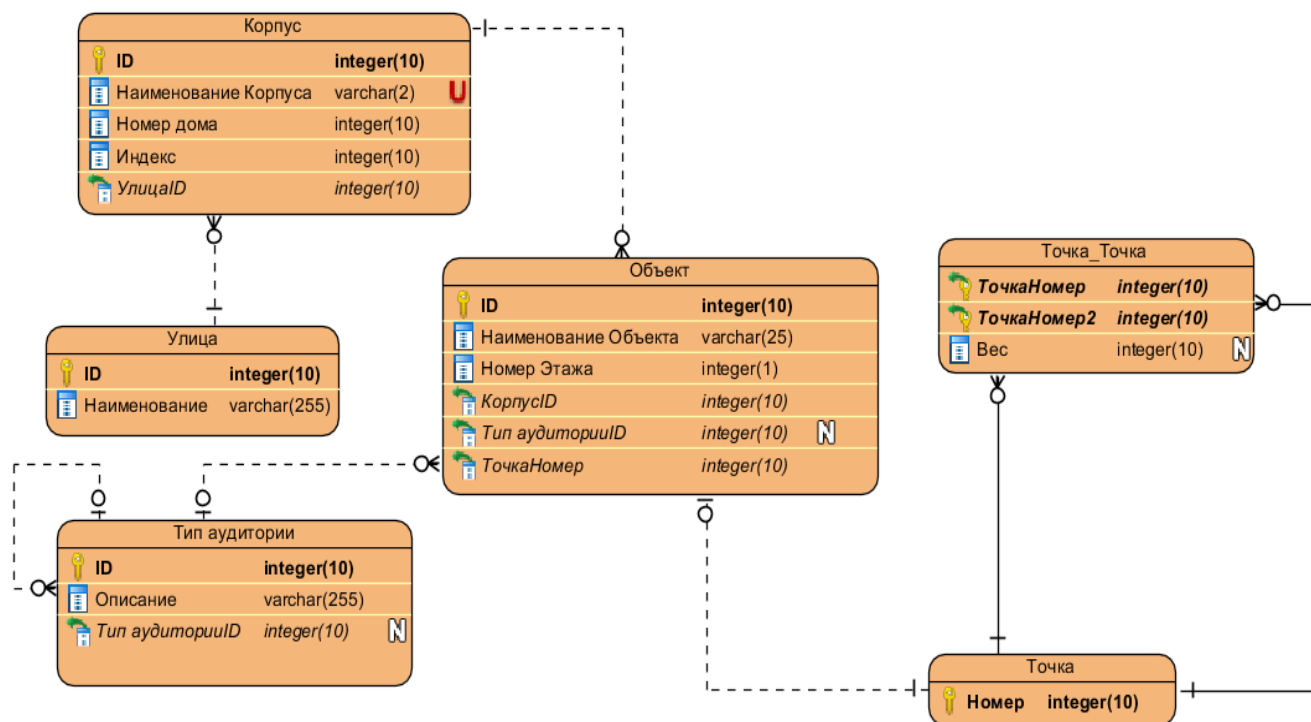 Корпус
ID integer(10)
Наименование Корпуса varchar(2) U
Номер дома integer(10)
Индекс integer(10)
УлицаID integer(10)
Улица
ID integer(10)
Наименование varchar(255)
Объект
ID integer(10)
Наименование Объекта varchar(25)
Номер Этажа integer(1)
КорпусID integer(10)
Тип аудиторииID integer(10) N
ТочкаНомер integer(10)
Точка_Точка
ТочкаНомер integer(10)
ТочкаНомер2 integer(10)
Вес integer(10) N
Тип аудитории
ID integer(10)
Описание varchar(255)
Тип аудиторииID integer(10) N
Точка
Номер integer(10)